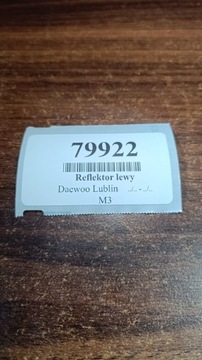 79922
Reflektor lewy
Daewoo Lublin ../.. - ../..
M3